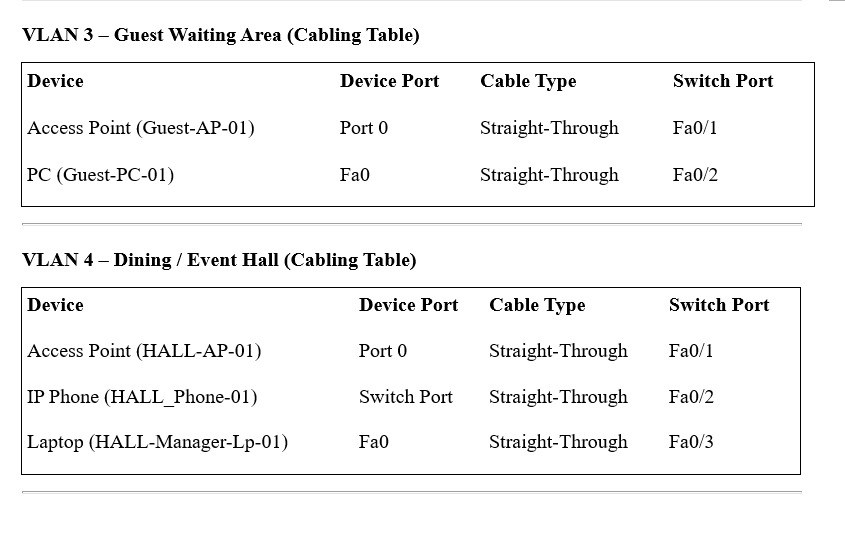 VLAN 3 – Guest Waiting Area (Cabling Table)
Device Device Port Cable Type Switch Port
Access Point (Guest-AP-01) Port 0 Straight-Through Fa0/1
PC (Guest-PC-01) Fa0 Straight-Through Fa0/2
VLAN 4 – Dining / Event Hall (Cabling Table)
Device Device Port Cable Type Switch Port
Access Point (HALL-AP-01) Port 0 Straight-Through Fa0/1
IP Phone (HALL_Phone-01) Switch Port Straight-Through Fa0/2
Laptop (HALL-Manager-Lp-01) Fa0 Straight-Through Fa0/3